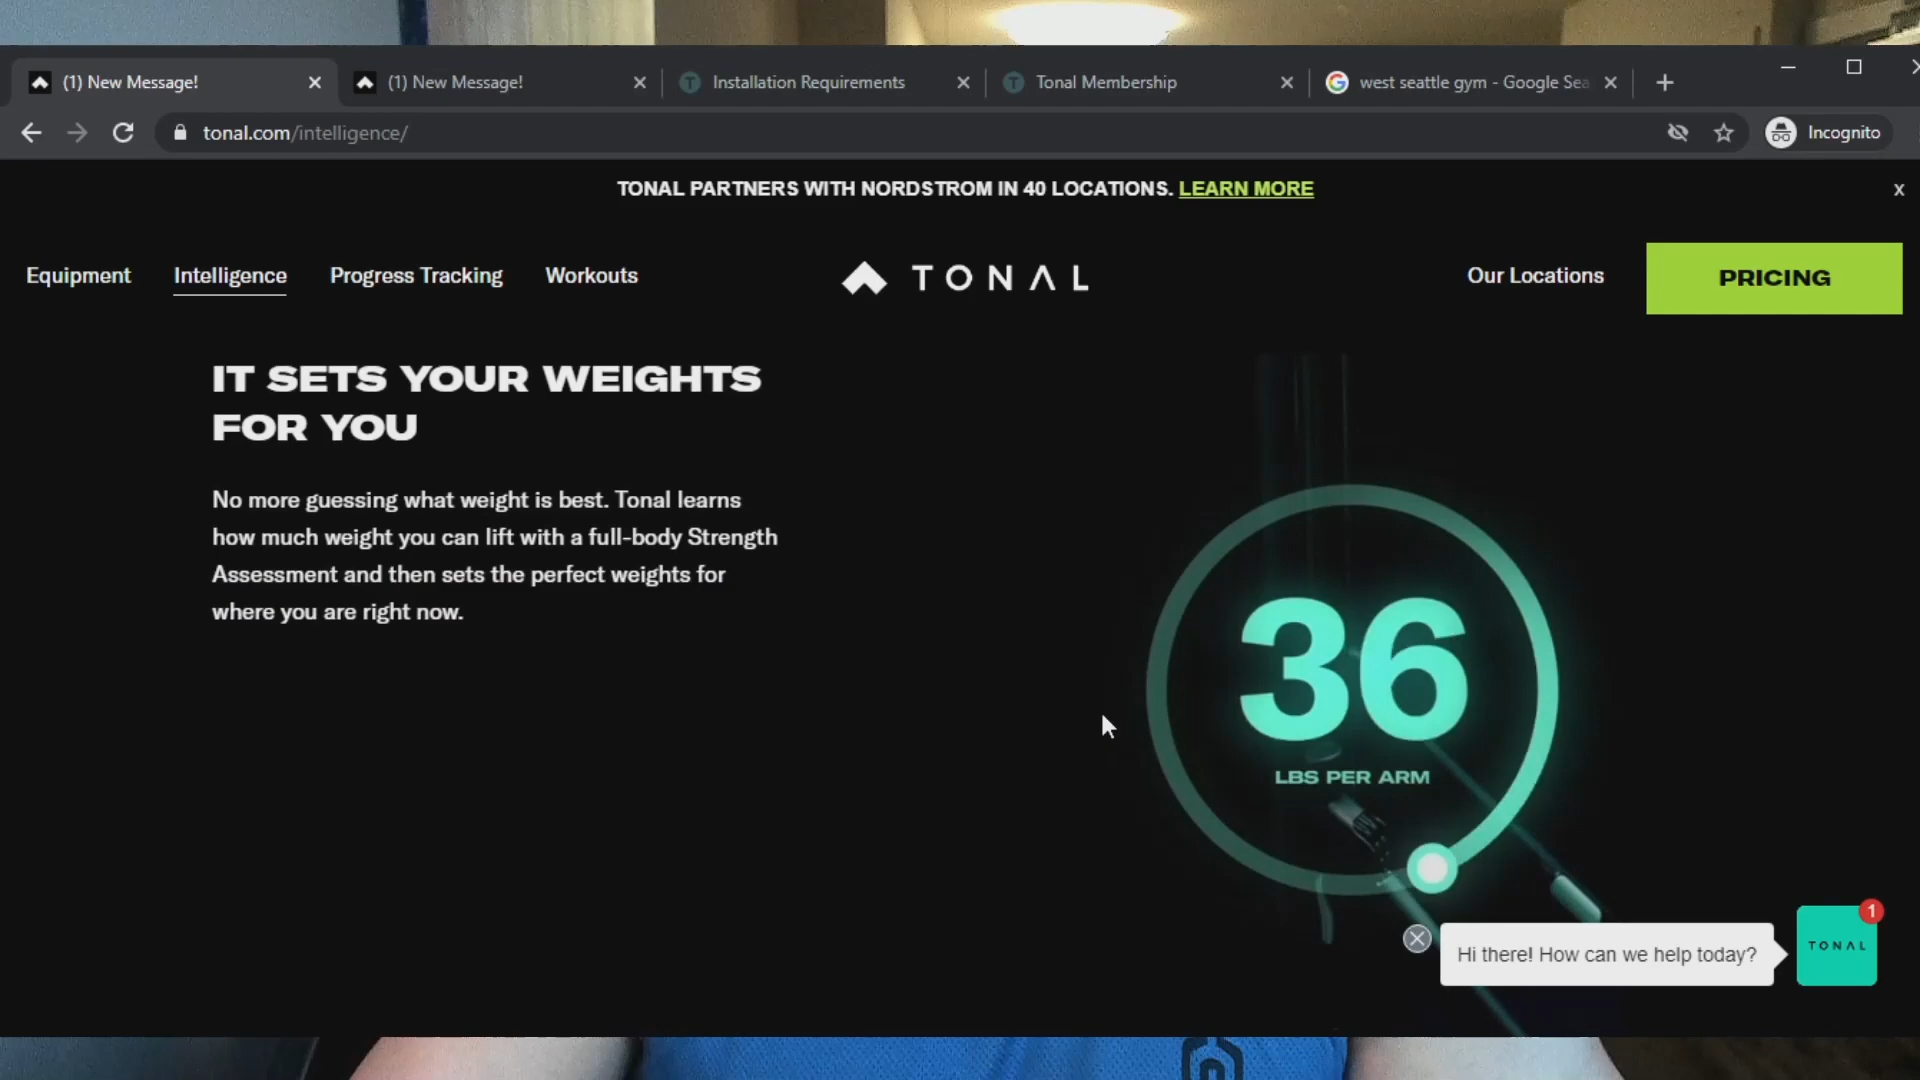 (1) New Message!
(1) New Message!
Installation Requirements
Tonal Membership
west seattle gym - Google Sea
tonal.com/intelligence/
Incognito
TONAL PARTNERS WITH NORDSTROM IN 40 LOCATIONS. LEARN MORE
x
Equipment
Intelligence
Progress Tracking
Workouts
TONAL
Our Locations
PRICING
IT SETS YOUR WEIGHTS
FOR YOU
No more guessing what weight is best. Tonal learns
how much weight you can lift with a full-body Strength
Assessment and then sets the perfect weights for
where you are right now.
36
LBS PER ARM
Hi there! How can we help today?
1
TONAL